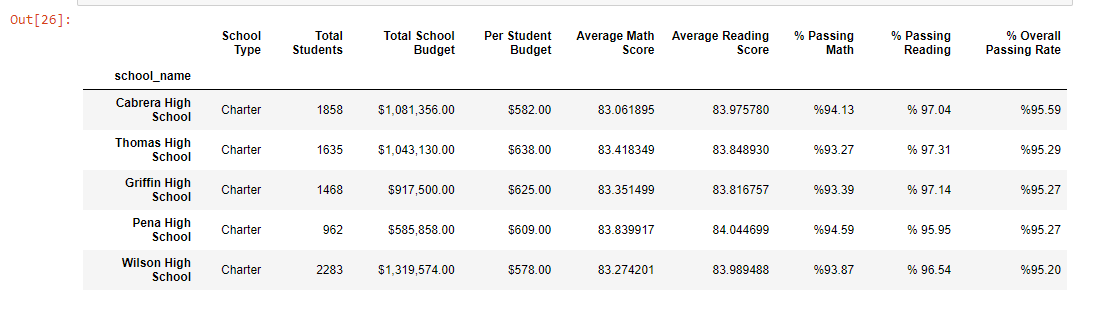 Out[26]:
School Type Total Students Total School Budget Per Student Budget Average Math Score Average Reading Score % Passing Math % Passing Reading % Overall Passing Rate
school_name
Cabrera High School Charter 1858 $1,081,356.00 $582.00 83.061895 83.975780 %94.13 % 97.04 %95.59
Thomas High School Charter 1635 $1,043,130.00 $638.00 83.418349 83.848930 %93.27 % 97.31 %95.29
Griffin High School Charter 1468 $917,500.00 $625.00 83.351499 83.816757 %93.39 % 97.14 %95.27
Pena High School Charter 962 $585,858.00 $609.00 83.839917 84.044699 %94.59 % 95.95 %95.27
Wilson High School Charter 2283 $1,319,574.00 $578.00 83.274201 83.989488 %93.87 % 96.54 %95.20